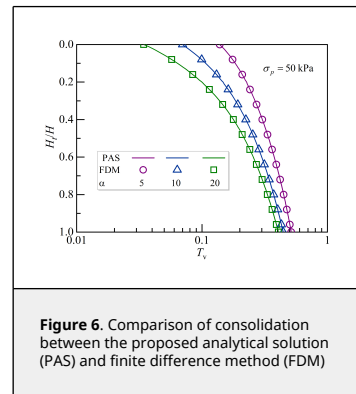 0.0
0.2
0.4
0.6
0.8
1.0
H_t/H
σ_p = 50 kPa
PAS
FDM
α 5 10 20
0.01 0.1 1
T_v
Figure 6. Comparison of consolidation
between the proposed analytical solution
(PAS) and finite difference method (FDM)